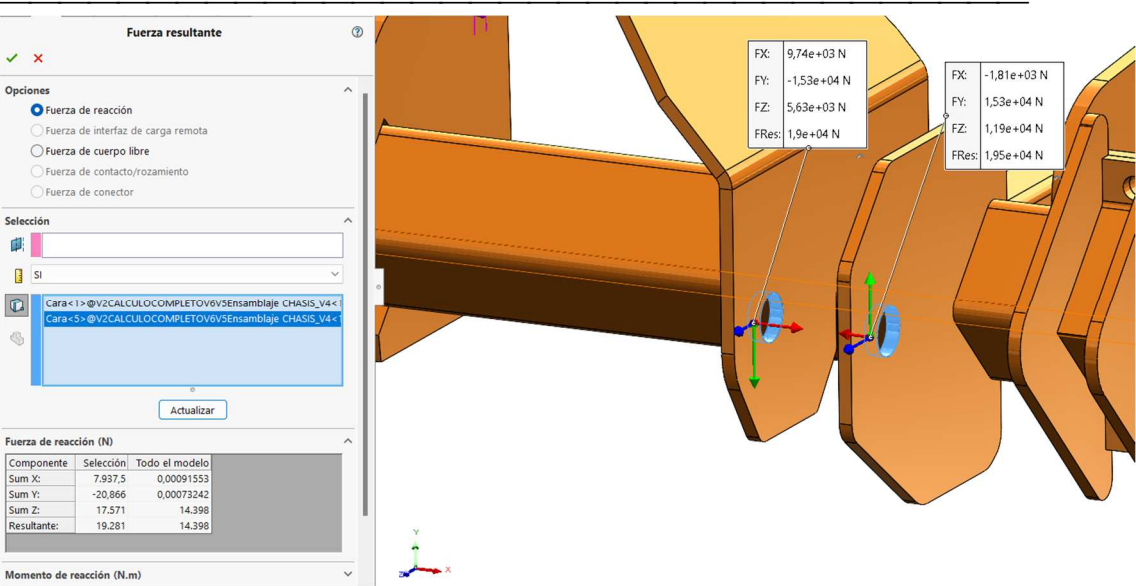 Fuerza resultante
Opciones
Fuerza de reacción
Fuerza de interfaz de carga remota
Fuerza de cuerpo libre
Fuerza de contacto/rozamiento
Fuerza de conector
Selección
SI
Cara<1>@V2CALCULOCOMPLETOV6V5Ensamblaje CHASIS_V4<1
Cara<5>@V2CALCULOCOMPLETOV6V5Ensamblaje CHASIS_V4<1
Actualizar
Fuerza de reacción (N)
Componente Selección Todo el modelo
Sum X: 7.937,5 0,00091553
Sum Y: -20,866 0,00073242
Sum Z: 17.571 14.398
Resultante: 19.281 14.398
Momento de reacción (N.m)
FX: 9,74e+03 N
FY: -1,53e+04 N
FZ: 5,63e+03 N
FRes: 1,9e+04 N
FX: -1,81e+03 N
FY: 1,53e+04 N
FZ: 1,19e+04 N
FRes: 1,95e+04 N
Y
Z X